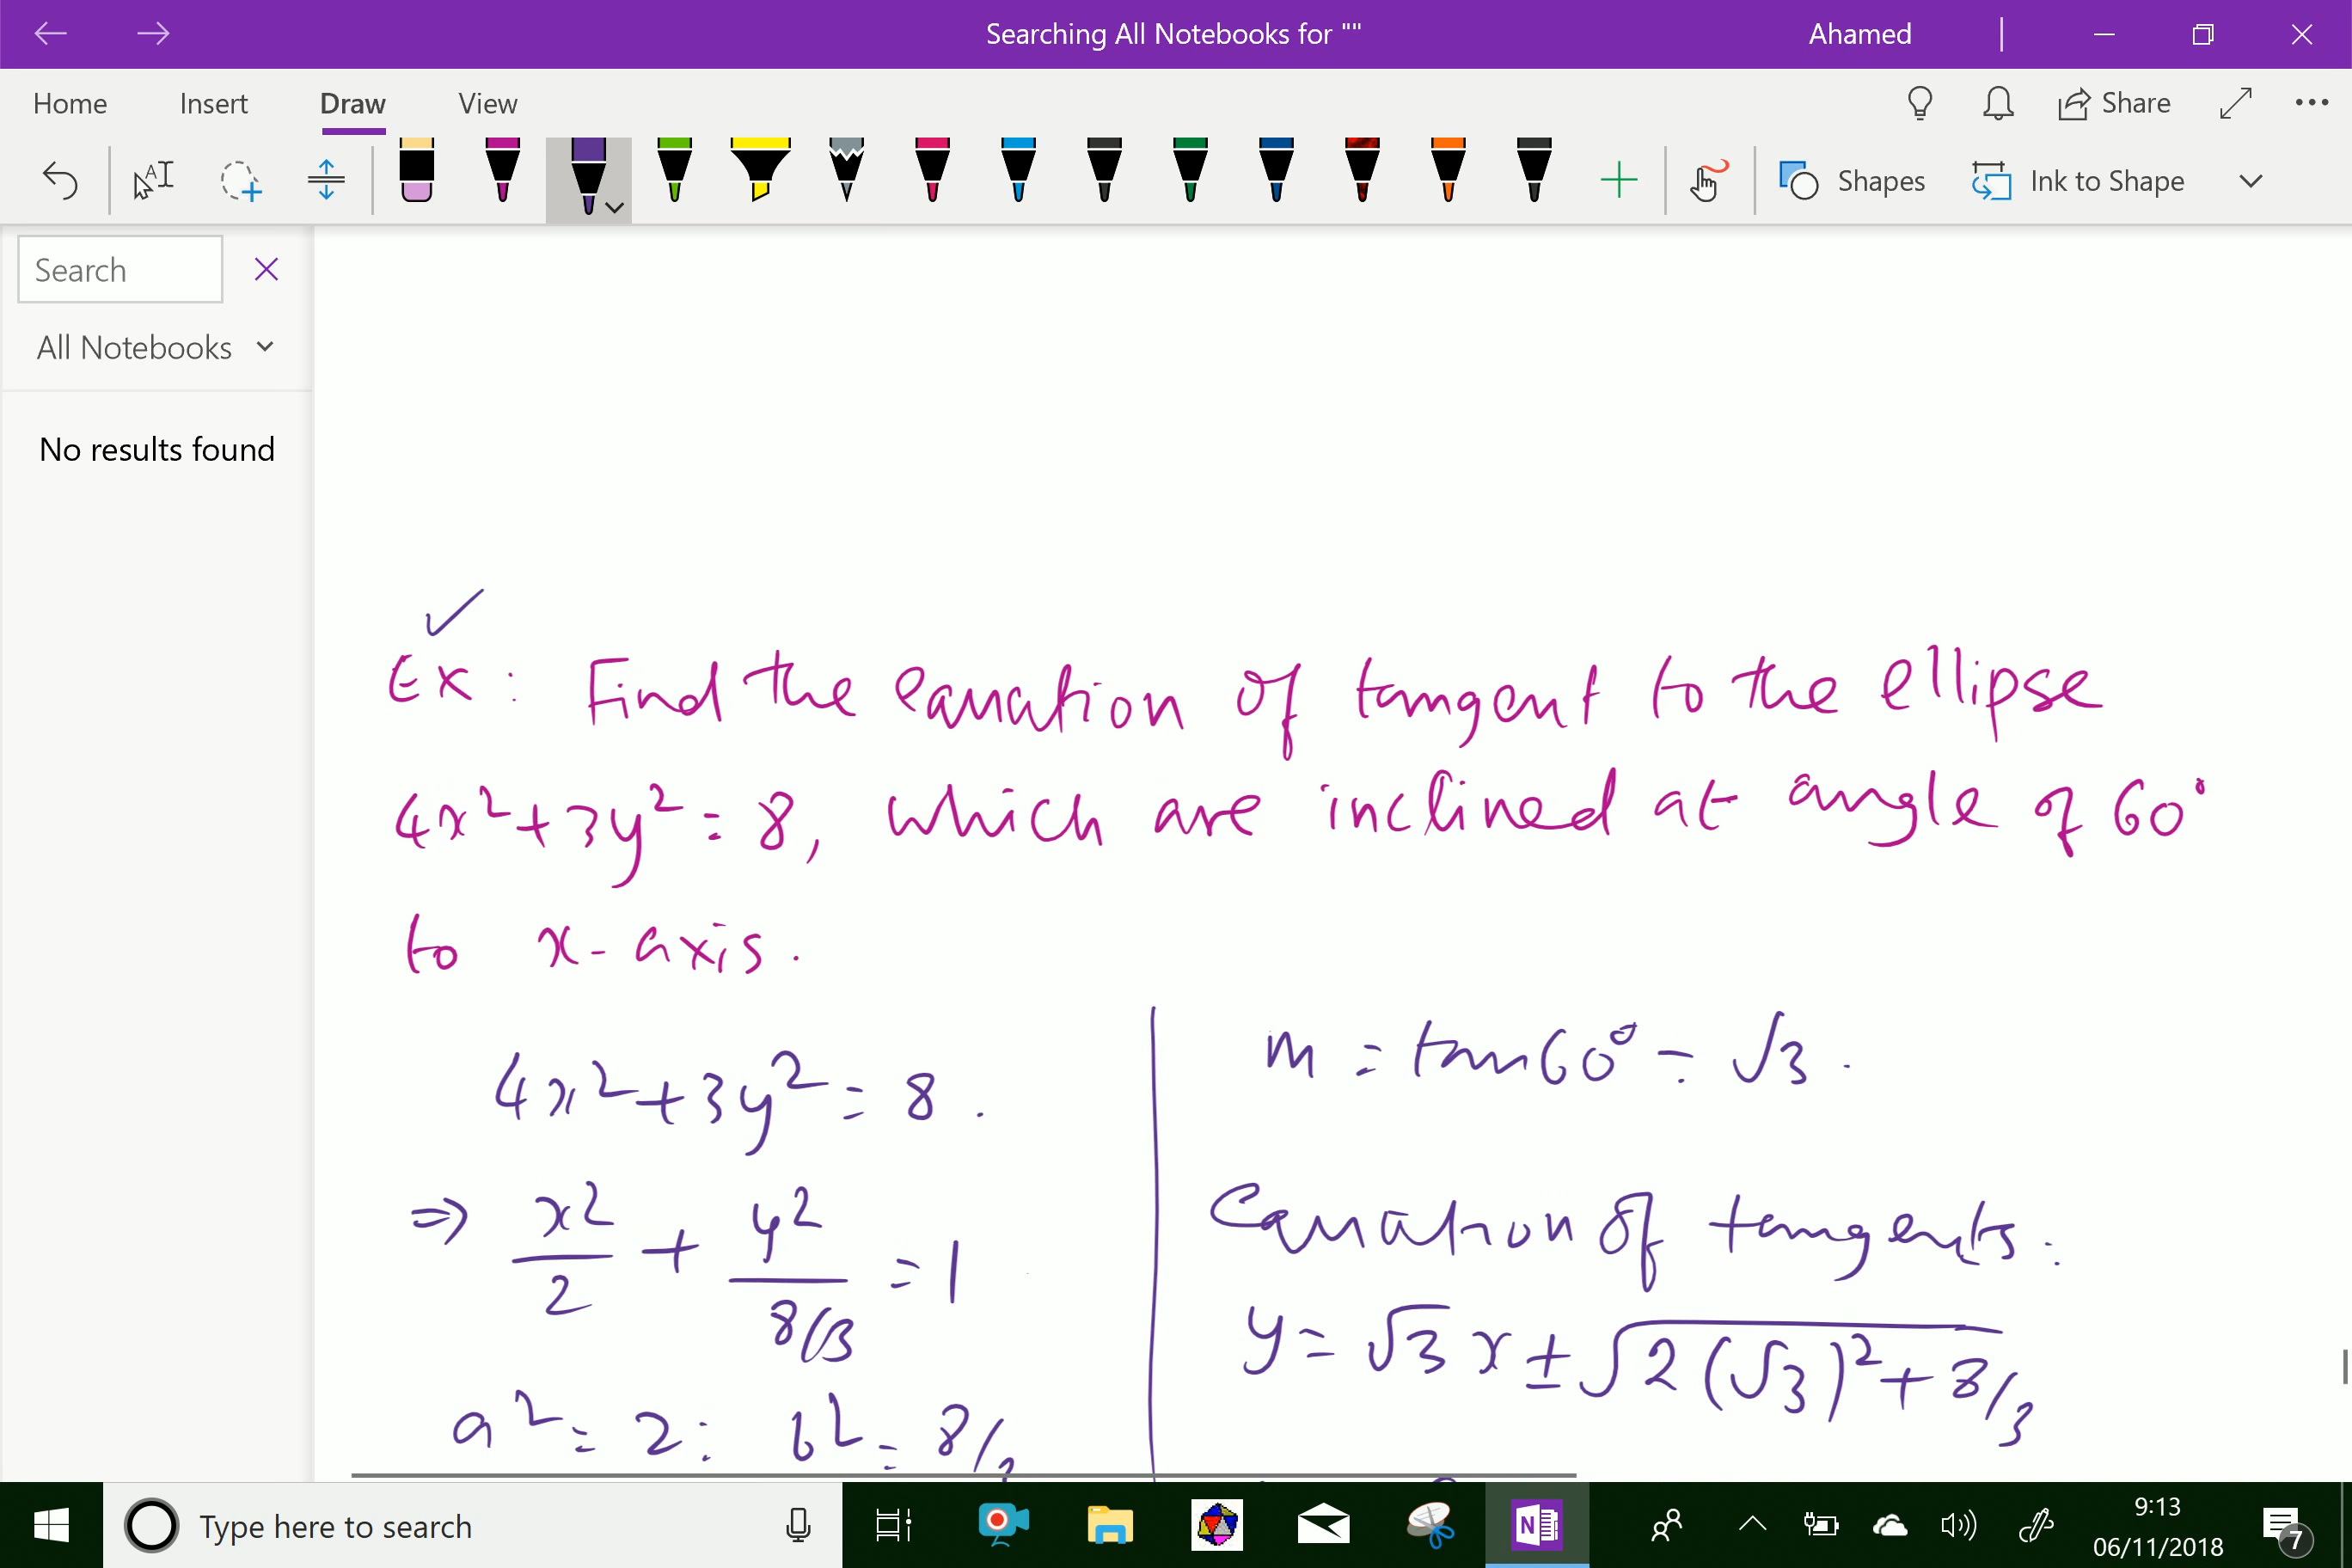 Searching All Notebooks for ""
Ahamed
Home Insert Draw View
Share
Shapes
Ink to Shape
Search
All Notebooks
No results found
Ex : Find the equation of tangent to the ellipse
4x²+3y²=8, which are inclined at angle of 60°
to x-axis.
4x²+3y²=8.
⇒ x²/2 + y²/(8/3) = 1
a²=2: b²=8/3
m = tan60° = √3.
Equation of tangents:
y = √3x ± √(2(√3)²+8/3)
Type here to search
N
9:13
06/11/2018
7